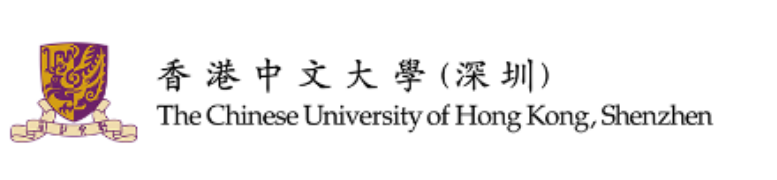 香港中文大學(深圳)
The Chinese University of Hong Kong, Shenzhen